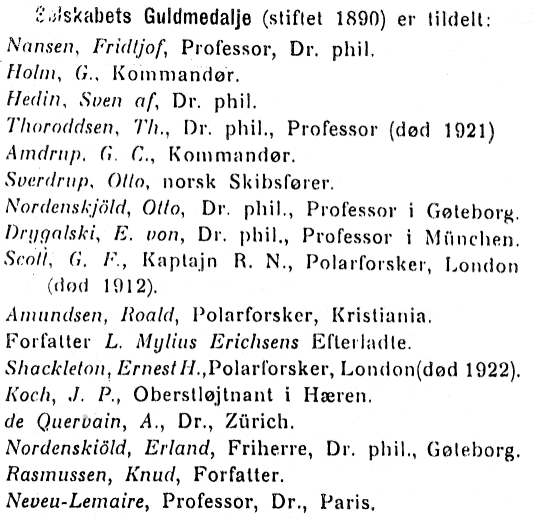 Selskabets Guldmedalje (stiftet 1890) er tildelt:
Nansen, Fridtjof, Professor, Dr. phil.
Holm, G., Kommandør.
Hedin, Sven af, Dr. phil.
Thoroddsen, Th., Dr. phil., Professor (død 1921)
Amdrup, G. C., Kommandør.
Sverdrup, Otto, norsk Skibsfører.
Nordenskjöld, Otto, Dr. phil., Professor i Gøteborg.
Drygalski, E. von, Dr. phil., Professor i München.
Scott, G. F., Kaptajn R. N., Polarforsker, London
(død 1912).
Amundsen, Roald, Polarforsker, Kristiania.
Forfatter L. Mylius Erichsens Efterladte.
Shackleton, Ernest H., Polarforsker, London (død 1922).
Koch, J. P., Oberstløjtnant i Hæren.
de Quervain, A., Dr., Zürich.
Nordenskiöld, Erland, Friherre, Dr. phil., Gøteborg.
Rasmussen, Knud, Forfatter.
Neveu-Lemaire, Professor, Dr., Paris.